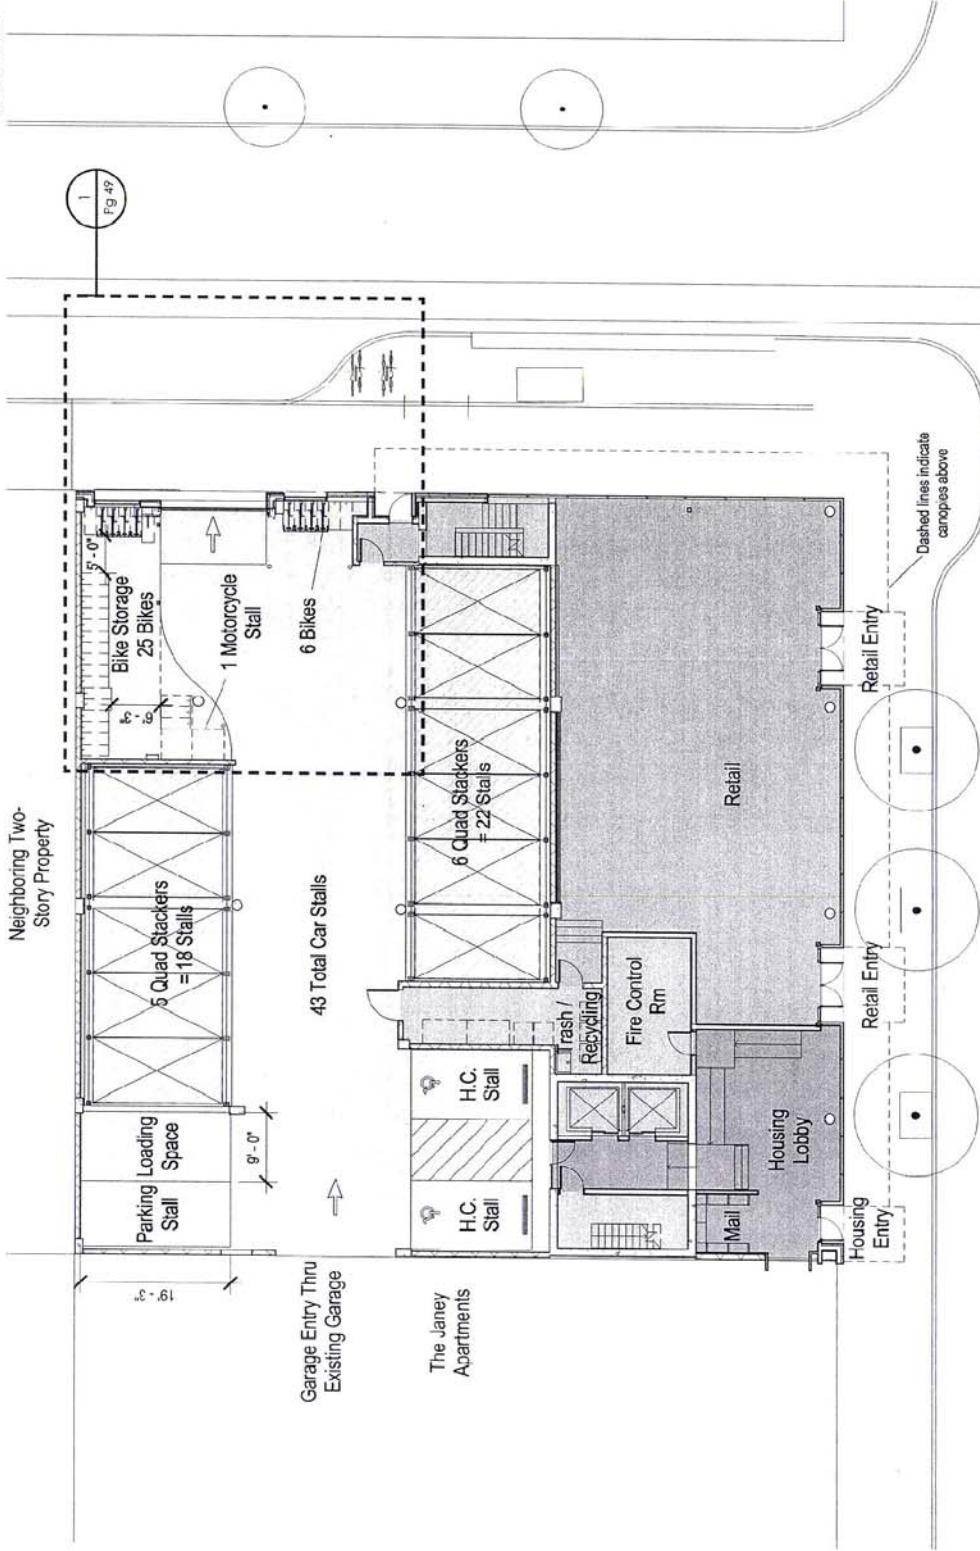 Neighboring Two-
Story Property
19' - 3"
Parking
Stall
Loading
Space
5 Quad Stackers
= 18 Stalls
5' - 0"
Bike Storage
25 Bikes
6' - 3"
1
Pg 49
9' - 0"
1 Motorcycle
Stall
Garage Entry Thru
Existing Garage
43 Total Car Stalls
6 Bikes
The Janey
Apartments
H.C.
Stall
H.C.
Stall
6 Quad Stackers
= 22 Stalls
rash /
Recycling
Fire Control
Rm
Mail
Housing
Lobby
Retail
Housing
Entry
Retail Entry
Retail Entry
Dashed lines indicate
canopies above